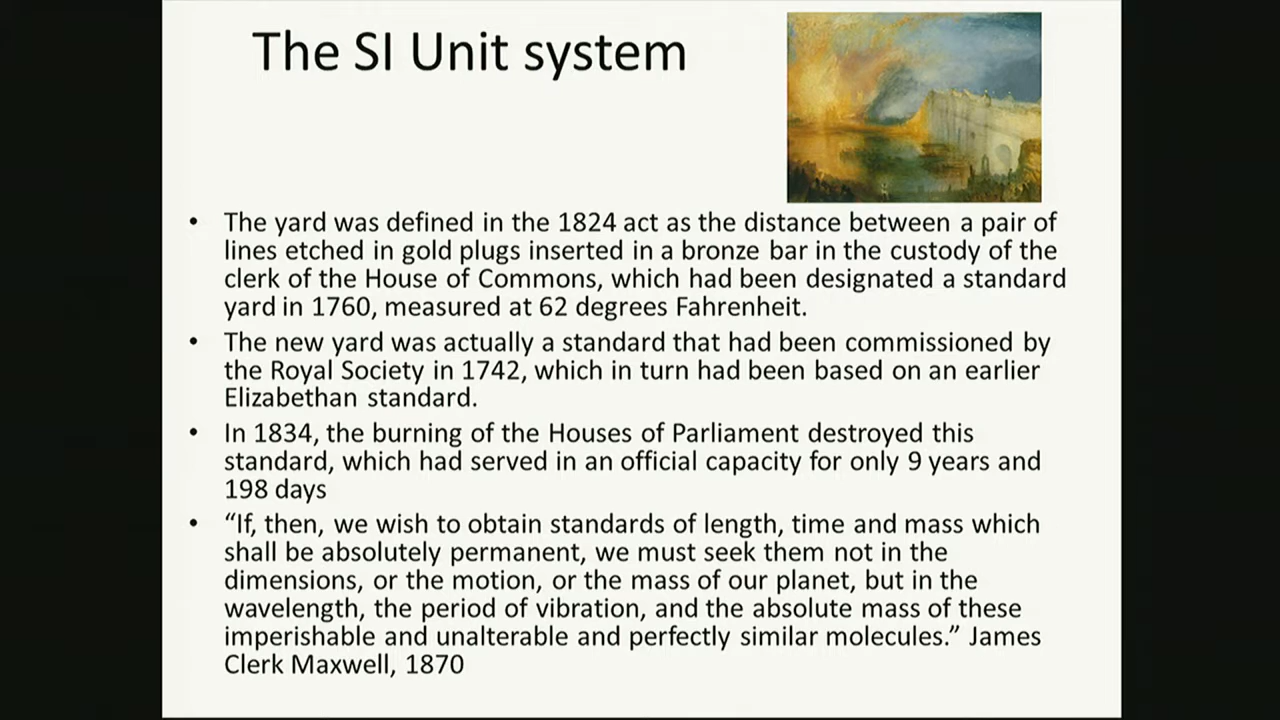 The SI Unit system
• The yard was defined in the 1824 act as the distance between a pair of
lines etched in gold plugs inserted in a bronze bar in the custody of the
clerk of the House of Commons, which had been designated a standard
yard in 1760, measured at 62 degrees Fahrenheit.
• The new yard was actually a standard that had been commissioned by
the Royal Society in 1742, which in turn had been based on an earlier
Elizabethan standard.
• In 1834, the burning of the Houses of Parliament destroyed this
standard, which had served in an official capacity for only 9 years and
198 days
• “If, then, we wish to obtain standards of length, time and mass which
shall be absolutely permanent, we must seek them not in the
dimensions, or the motion, or the mass of our planet, but in the
wavelength, the period of vibration, and the absolute mass of these
imperishable and unalterable and perfectly similar molecules.” James
Clerk Maxwell, 1870